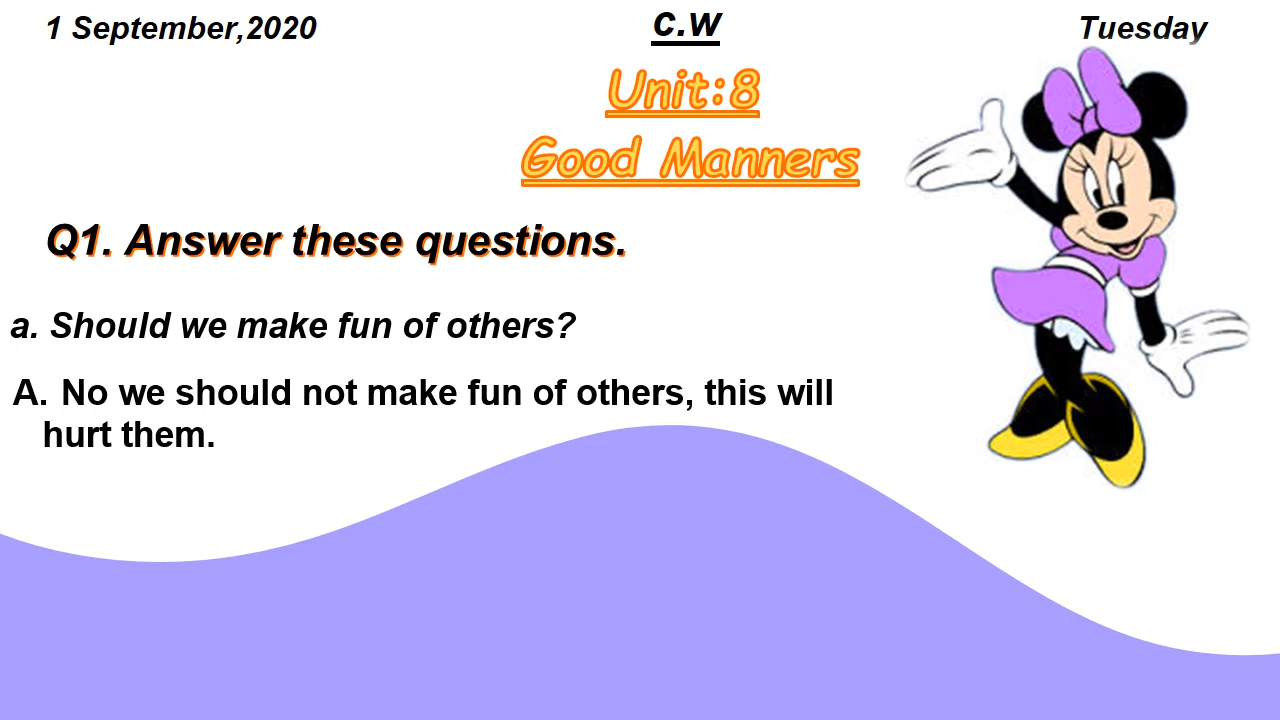 1 September,2020
c.w
Tuesday
Unit:8
Good Manners
Q1. Answer these questions.
a. Should we make fun of others?
A. No we should not make fun of others, this will
hurt them.